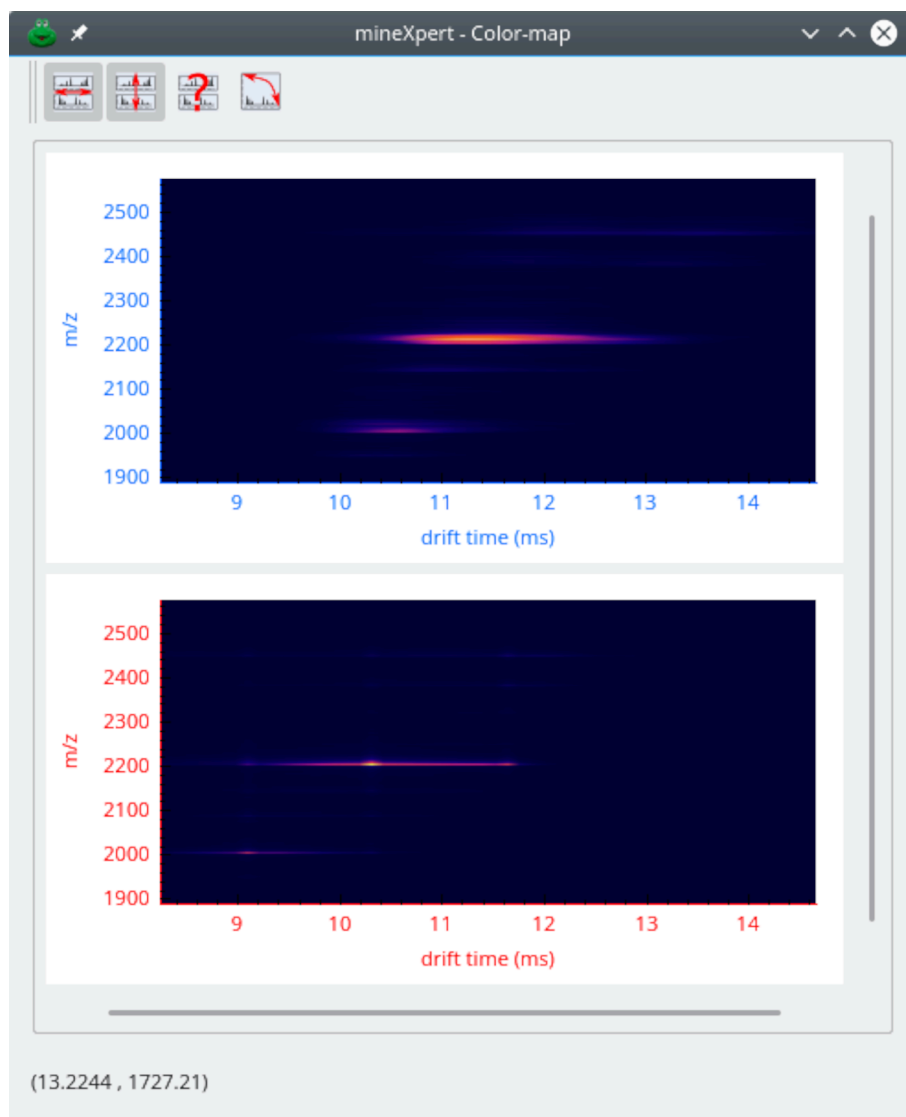 mineXpert - Color-map
?
2500
2400
2300
m/z
2200
2100
2000
1900
9 10 11 12 13 14
drift time (ms)
2500
2400
2300
m/z
2200
2100
2000
1900
9 10 11 12 13 14
drift time (ms)
(13.2244 , 1727.21)